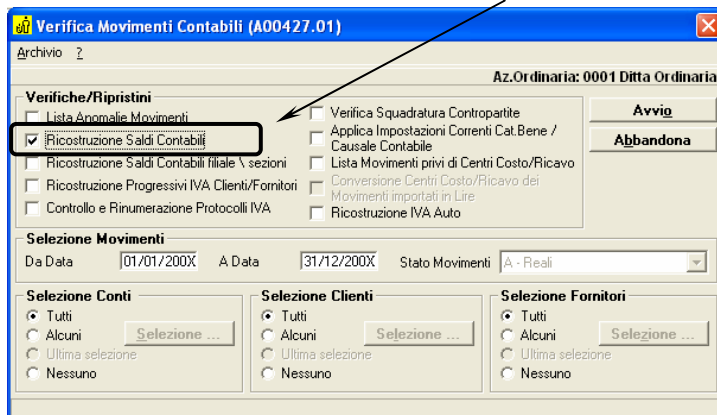 Verifica Movimenti Contabili (A00427.01)
Archivio ?
Az.Ordinaria: 0001 Ditta Ordinaria
Verifiche/Ripristini
Lista Anomalie Movimenti
Ricostruzione Saldi Contabili
Ricostruzione Saldi Contabili filiale \ sezioni
Ricostruzione Progressivi IVA Clienti/Fornitori
Controllo e Rinumerazione Protocolli IVA
Verifica Squadratura Contropartite
Applica Impostazioni Correnti Cat.Bene /
Causale Contabile
Lista Movimenti privi di Centri Costo/Ricavo
Conversione Centri Costo/Ricavo dei
Movimenti importati in Lire
Ricostruzione IVA Auto
Avvio
Abbandona
Selezione Movimenti
Da Data 01/01/200X A Data 31/12/200X Stato Movimenti A - Reali
Selezione Conti
Tutti
Alcuni Selezione ...
Ultima selezione
Nessuno
Selezione Clienti
Tutti
Alcuni Selezione ...
Ultima selezione
Nessuno
Selezione Fornitori
Tutti
Alcuni Selezione ...
Ultima selezione
Nessuno